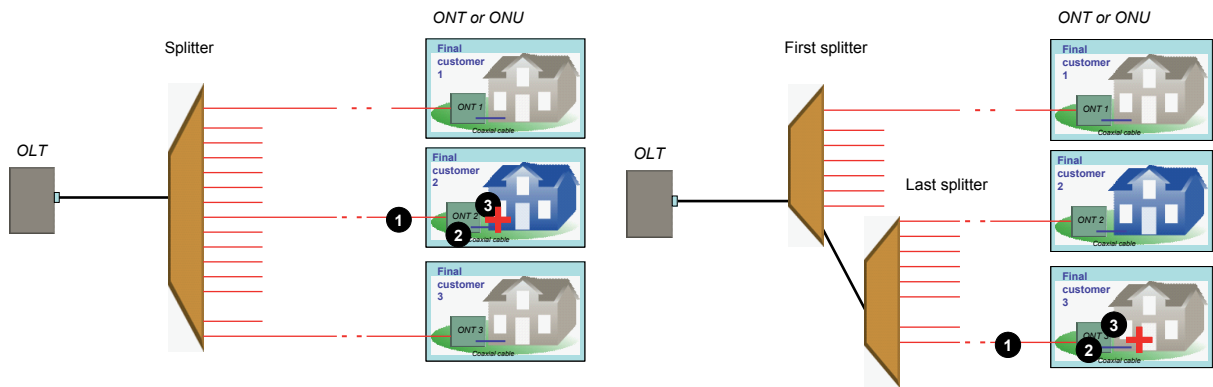 ONT or ONU
Splitter
OLT
Final
customer
1
ONT 1
Coaxial cable
Final
customer
2
3
ONT 2
1
2
Coaxial cable
Final
customer
3
ONT 3
Coaxial cable
ONT or ONU
First splitter
OLT
Last splitter
Final
customer
1
ONT 1
Coaxial cable
Final
customer
2
ONT 2
Coaxial cable
Final
customer
3
3
ONT 3
1
2
Coaxial cable